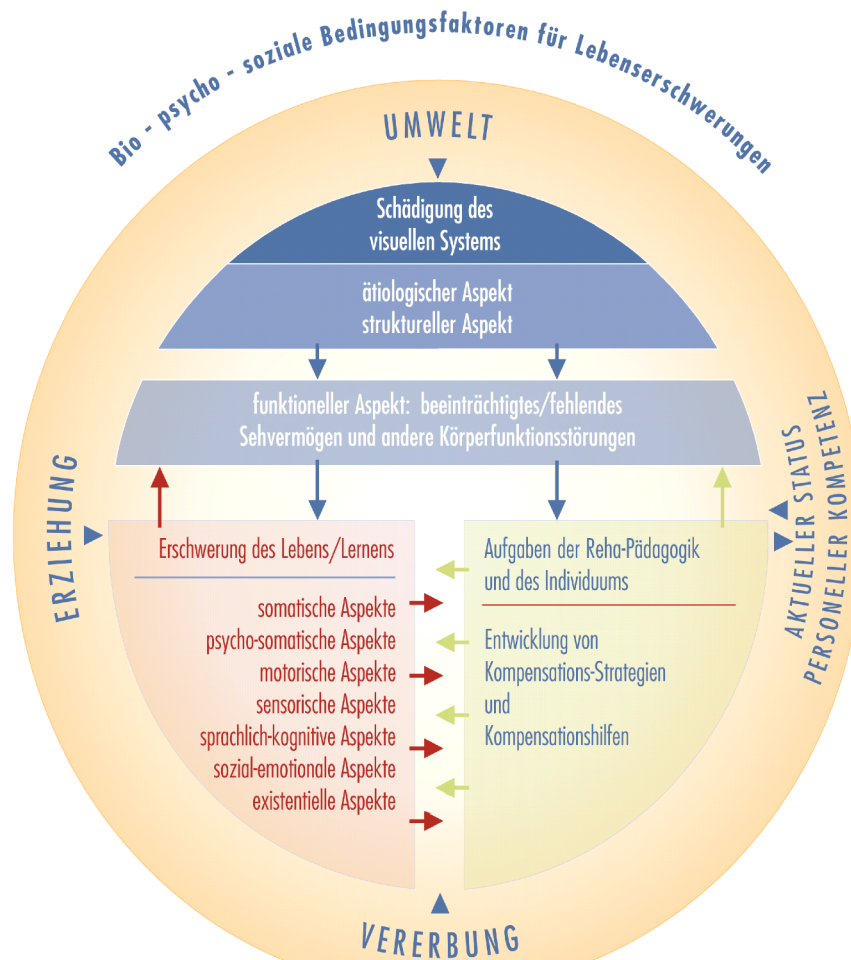 Bio - psycho - soziale Bedingungsfaktoren für Lebenserschwerungen
UMWELT
Schädigung des
visuellen Systems
ätiologischer Aspekt
struktureller Aspekt
funktioneller Aspekt: beeinträchtigtes/fehlendes
Sehvermögen und andere Körperfunktionsstörungen
ERZIEHUNG
AKTUELLER STATUS
PERSONELLER KOMPETENZ
Erschwerung des Lebens/Lernens
somatische Aspekte
psycho-somatische Aspekte
motorische Aspekte
sensorische Aspekte
sprachlich-kognitive Aspekte
sozial-emotionale Aspekte
existentielle Aspekte
Aufgaben der Reha-Pädagogik
und des Individuums
Entwicklung von
Kompensations-Strategien
und
Kompensationshilfen
VERERBUNG